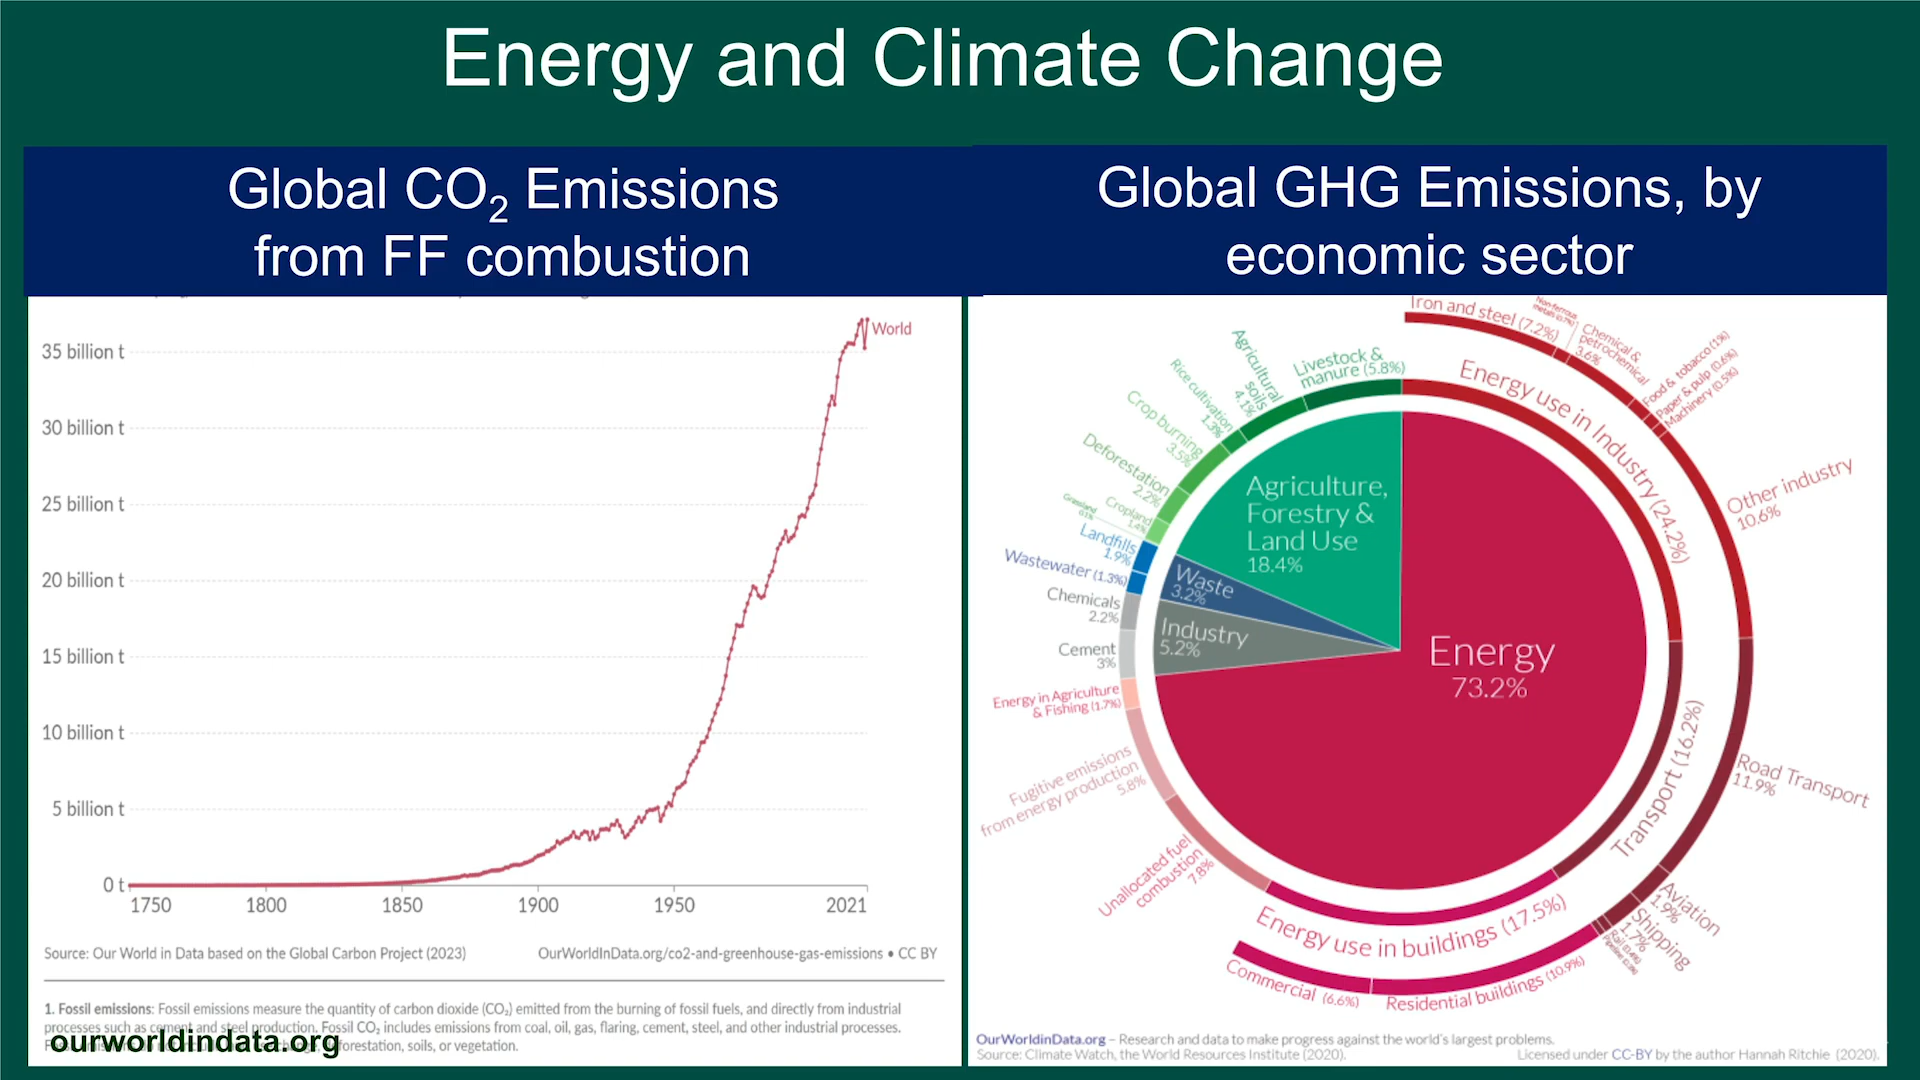 Energy and Climate Change
Global CO₂ Emissions
from FF combustion
World
35 billion t
30 billion t
25 billion t
20 billion t
15 billion t
10 billion t
5 billion t
0 t
1750
1800
1850
1900
1950
2021
Source: Our World in Data based on the Global Carbon Project (2023)
OurWorldInData.org/co2-and-greenhouse-gas-emissions • CC BY
1. Fossil emissions: Fossil emissions measure the quantity of carbon dioxide (CO₂) emitted from the burning of fossil fuels, and directly from industrial
processes such as cement and steel production. Fossil CO₂ includes emissions from coal, oil, gas, flaring, cement, steel, and other industrial processes.
deforestation, soils, or vegetation.
ourworldindata.org
Global GHG Emissions, by
economic sector
Iron and steel (7.2%)
Non-ferrous
metals (0.7%)
Chemical &
petrochemical
3.6%
Food & tobacco (1%)
Paper & pulp (0.6%)
Machinery (0.5%)
Other industry
10.6%
Energy use in Industry (24.2%)
Livestock &
manure (5.8%)
Agricultural
soils
4.1%
Rice cultivation
1.3%
Crop burning
3.5%
Deforestation
2.2%
Cropland
1.4%
Grassland
0.1%
Landfills
1.9%
Wastewater (1.3%)
Chemicals
2.2%
Cement
3%
Energy in Agriculture
& Fishing (1.7%)
Fugitive emissions
from energy production
5.8%
Unallocated fuel
combustion
7.8%
Agriculture,
Forestry &
Land Use
18.4%
Waste
3.2%
Industry
5.2%
Energy
73.2%
Transport (16.2%)
Road Transport
11.9%
Aviation
1.9%
Shipping
1.7%
Rail (0.4%)
Energy use in buildings (17.5%)
Commercial (6.6%)
Residential buildings (10.9%)
OurWorldinData.org – Research and data to make progress against the world's largest problems.
Source: Climate Watch, the World Resources Institute (2020).
Licensed under CC-BY by the author Hannah Ritchie (2020).